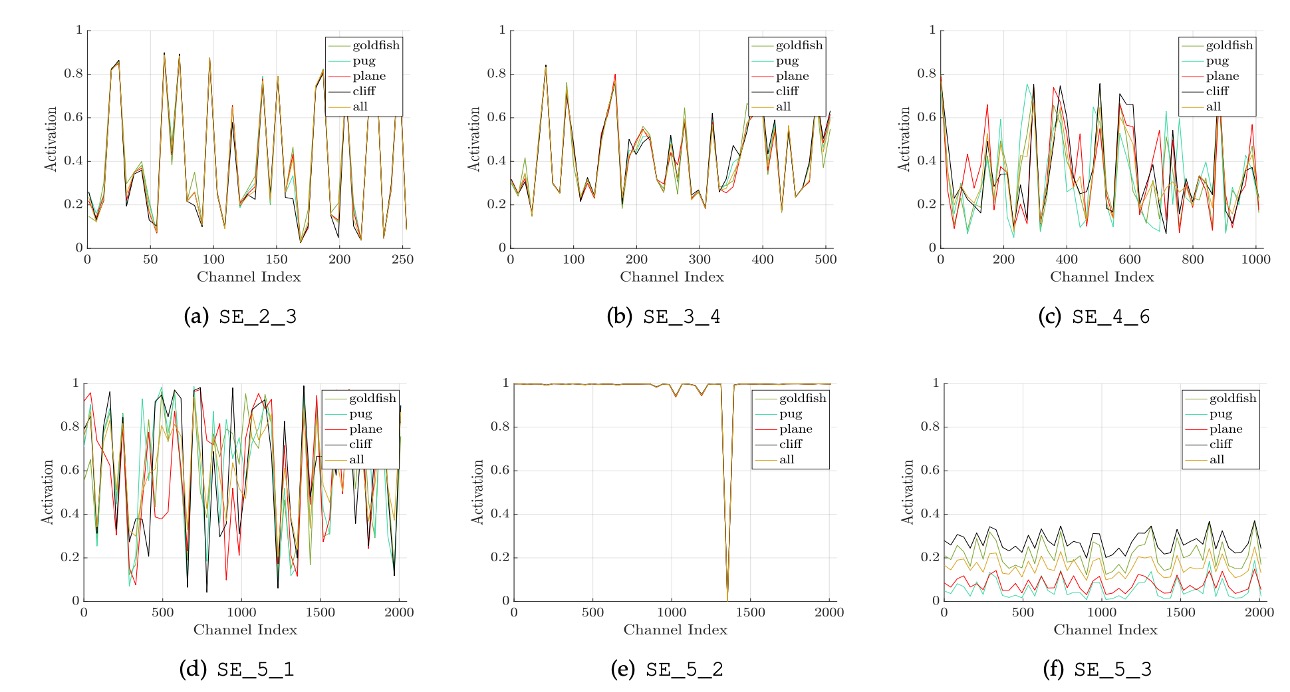 1
0.8
0.6
0.4
0.2
0
Activation
goldfish
pug
plane
cliff
all
0 50 100 150 200 250
Channel Index
(a) SE_2_3
1
0.8
0.6
0.4
0.2
0
Activation
goldfish
pug
plane
cliff
all
0 100 200 300 400 500
Channel Index
(b) SE_3_4
1
0.8
0.6
0.4
0.2
0
Activation
goldfish
pug
plane
cliff
all
0 200 400 600 800 1000
Channel Index
(c) SE_4_6
1
0.8
0.6
0.4
0.2
0
Activation
goldfish
pug
plane
cliff
all
0 500 1000 1500 2000
Channel Index
(d) SE_5_1
1
0.8
0.6
0.4
0.2
0
Activation
goldfish
pug
plane
cliff
all
0 500 1000 1500 2000
Channel Index
(e) SE_5_2
1
0.8
0.6
0.4
0.2
0
Activation
goldfish
pug
plane
cliff
all
0 500 1000 1500 2000
Channel Index
(f) SE_5_3